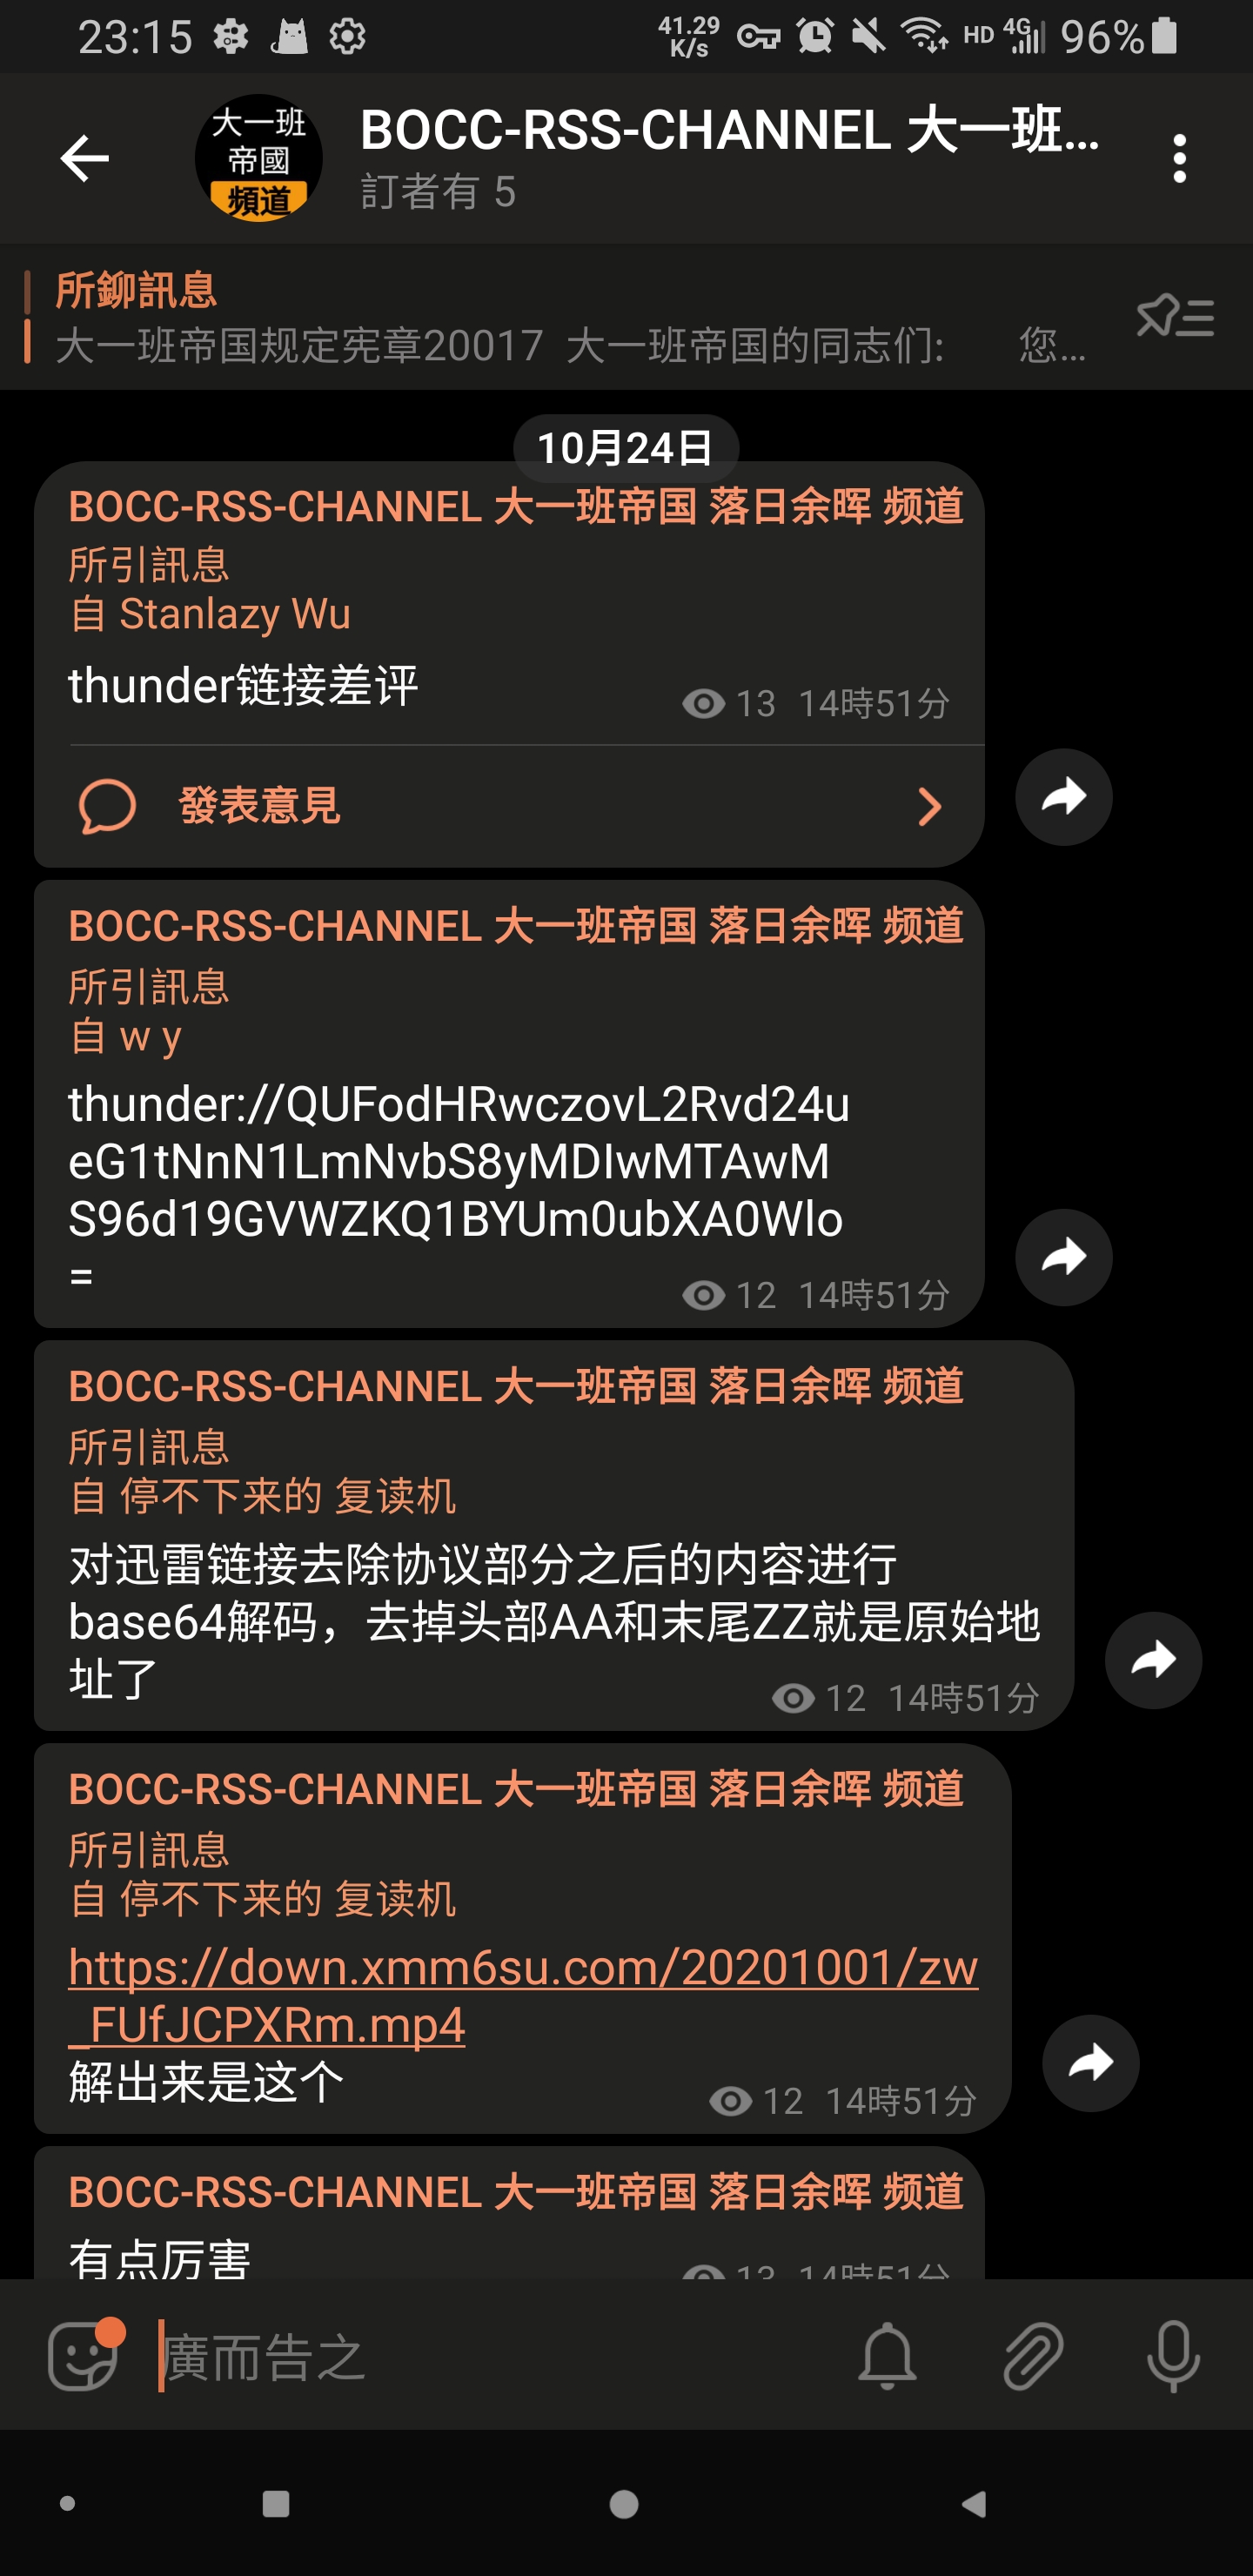 23:15
41.29
K/s
HD
4G
96%
大一班
帝國
頻道
BOCC-RSS-CHANNEL 大一班...
訂者有 5
所鉚訊息
大一班帝国规定宪章20017 大一班帝国的同志们: 您...
10月24日
BOCC-RSS-CHANNEL 大一班帝国 落日余晖 频道
所引訊息
自 Stanlazy Wu
thunder链接差评
13 14時51分
發表意見
BOCC-RSS-CHANNEL 大一班帝国 落日余晖 频道
所引訊息
自 w y
thunder://QUFodHRwczovL2Rvd24u
eG1tNnN1LmNvbS8yMDIwMTAwM
S96d19GVWZKQ1BYUm0ubXA0Wlo
=
12 14時51分
BOCC-RSS-CHANNEL 大一班帝国 落日余晖 频道
所引訊息
自 停不下来的 复读机
对迅雷链接去除协议部分之后的内容进行
base64解码，去掉头部AA和末尾ZZ就是原始地
址了
12 14時51分
BOCC-RSS-CHANNEL 大一班帝国 落日余晖 频道
所引訊息
自 停不下来的 复读机
https://down.xmm6su.com/20201001/zw
_FUfJCPXRm.mp4
解出来是这个
12 14時51分
BOCC-RSS-CHANNEL 大一班帝国 落日余晖 频道
有点厉害
13 14時51分
廣而告之